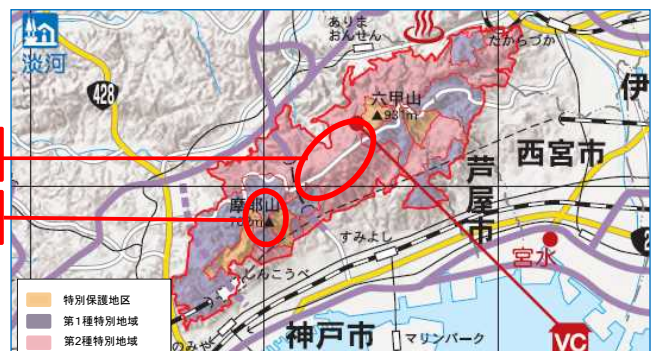 ありま
おんせん
たからづか
淡河
428
六甲山
▲931m
伊
西宮市
芦屋市
摩耶山
すみよし
宮水
しんこうべ
特別保護地区
第1種特別地域
第2種特別地域
神戸市
マリンパーク
VC